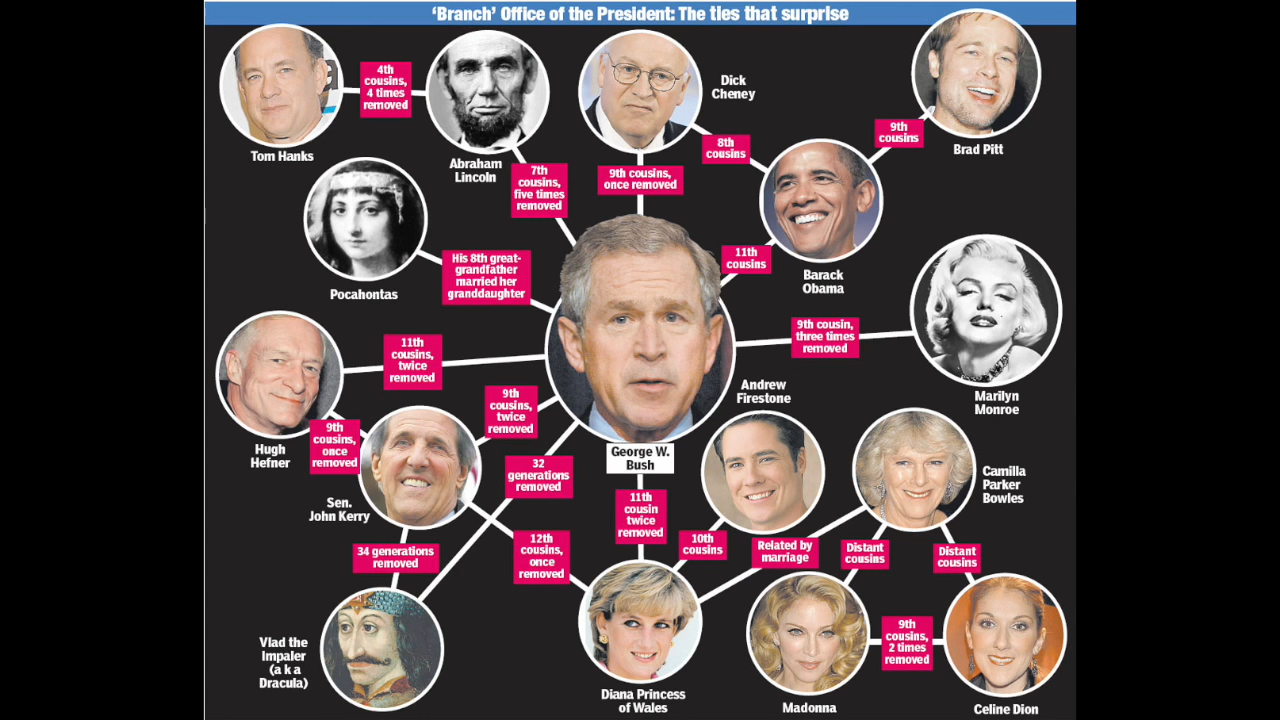 ‘Branch’ Office of the President: The ties that surprise
4th
cousins,
4 times
removed
Tom Hanks
Abraham
Lincoln
Dick
Cheney
8th
cousins
9th
cousins
Brad Pitt
7th
cousins,
five times
removed
9th cousins,
once removed
11th
cousins
Barack
Obama
His 8th great-
grandfather
married her
granddaughter
Pocahontas
9th cousin,
three times
removed
11th
cousins,
twice
removed
Marilyn
Monroe
Andrew
Firestone
9th
cousins,
twice
removed
9th
cousins,
once
removed
Hugh
Hefner
George W.
Bush
32
generations
removed
Camilla
Parker
Bowles
Sen.
John Kerry
11th
cousin
twice
removed
34 generations
removed
12th
cousins,
once
removed
10th
cousins
Related by
marriage
Distant
cousins
Distant
cousins
Vlad the
Impaler
(a k a
Dracula)
9th
cousins,
2 times
removed
Diana Princess
of Wales
Madonna
Celine Dion